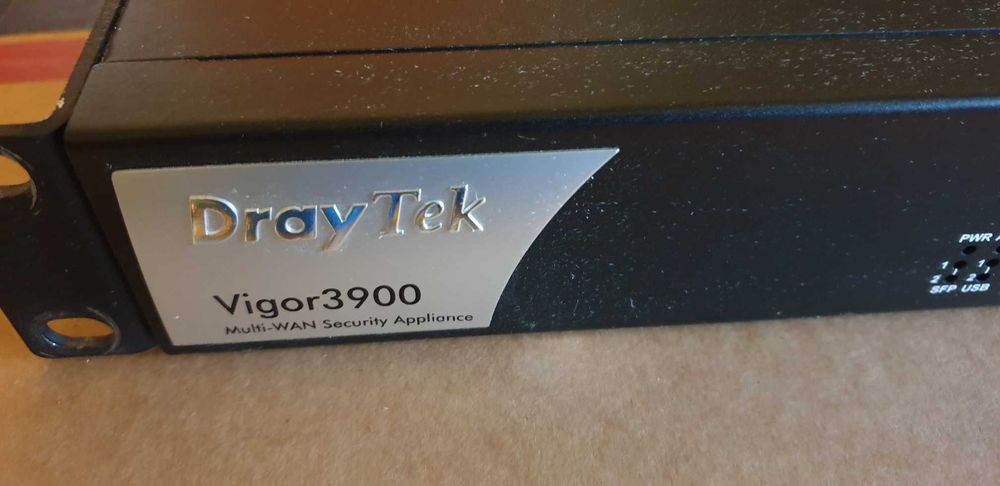 DrayTek
Vigor3900
Multi-WAN Security Appliance
PWR
1 1
2 2
SFP USB